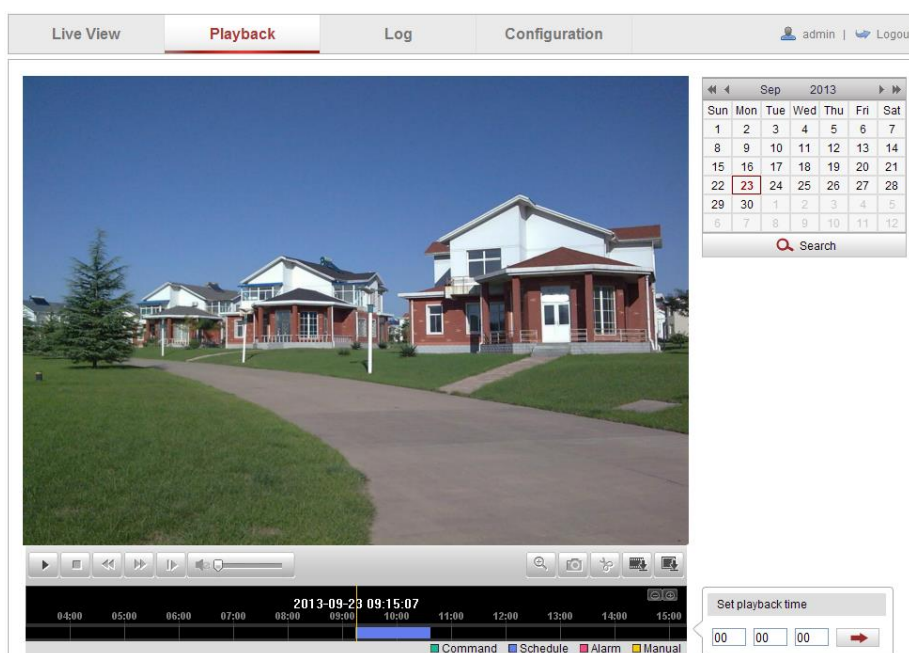 Live View Playback Log Configuration admin | Logou
Sep 2013
Sun Mon Tue Wed Thu Fri Sat
1 2 3 4 5 6 7
8 9 10 11 12 13 14
15 16 17 18 19 20 21
22 23 24 25 26 27 28
29 30 1 2 3 4 5
6 7 8 9 10 11 12
Search
2013-09-23 09:15:07
04:00 05:00 06:00 07:00 08:00 09:00 10:00 11:00 12:00 13:00 14:00 15:00
Command Schedule Alarm Manual
Set playback time
00 00 00